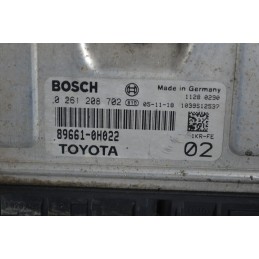 BOSCH
Made in Germany
0 261 208 702
05-11-10
1120 0290
1039S12537
89661-0H022
1KR-FE
TOYOTA
02